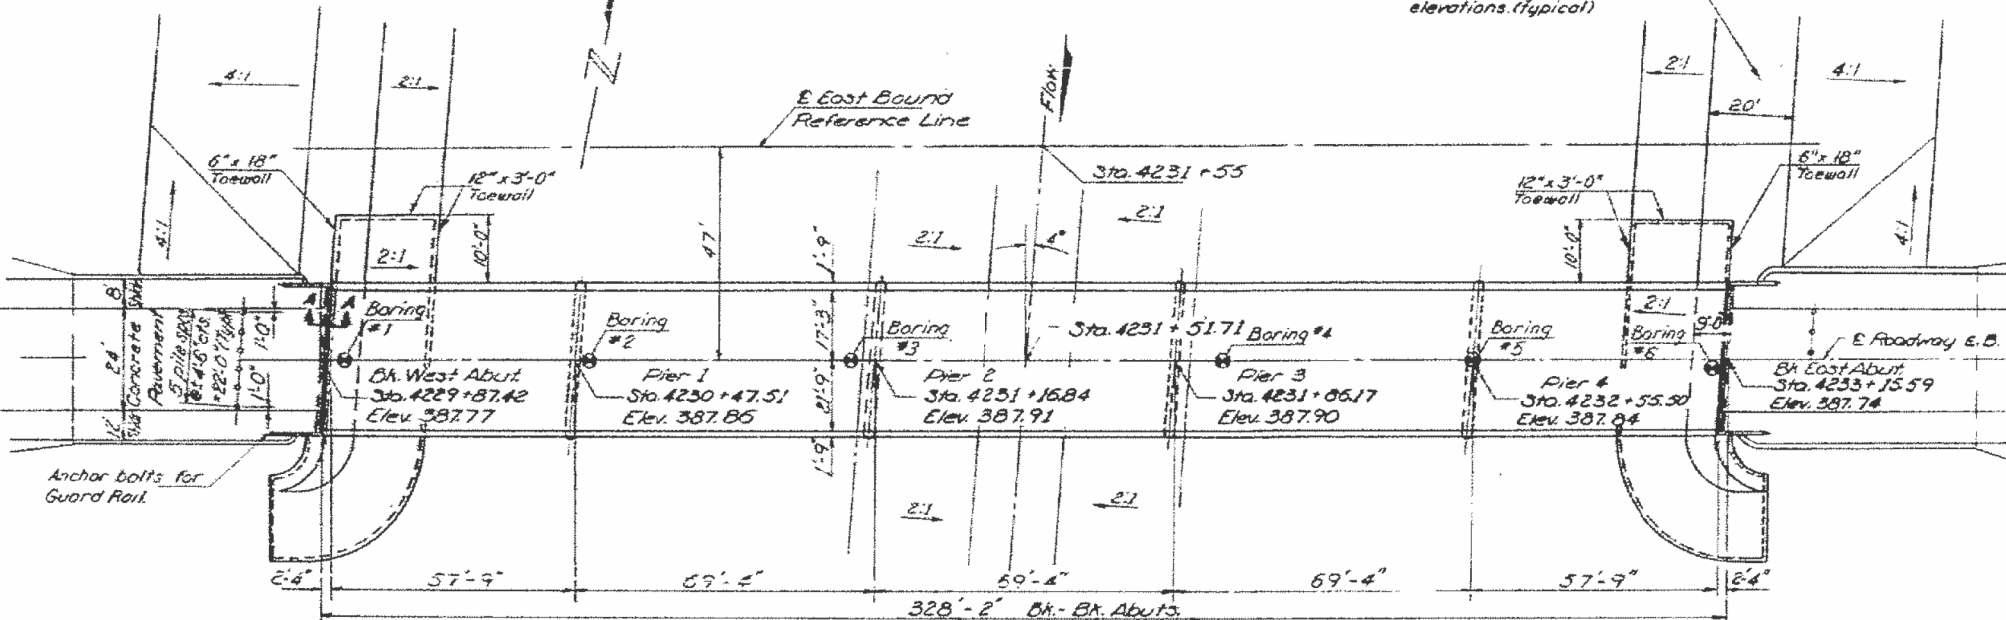 elevations. (typical)
4:1
2:1
N
Flow
2:1
4:1
20'
₵ East Bound
Reference Line
6" x 18"
Toewall
12" x 3'-0"
Toewall
Sta. 4231 + 55
12" x 3'-0"
Toewall
6" x 18"
Toewall
4:1
2:1
10'-0"
47'
1'-9"
2:1
4°
2:1
10'-0"
4:1
8'
24'
12'
Concrete
Pavement
5 pile spcs
at 4'-6" cts.
1'-0"
1'-0"
A
A
Boring
#1
Boring
#2
17'-3"
Boring
#3
Sta. 4231 + 51.71
Boring #4
Boring
#5
2:1
Boring
#6
₵ Roadway E.B.
Bk. West Abut.
Sta. 4229+87.42
Elev. 387.77
Pier 1
Sta. 4230+47.51
Elev. 387.86
21'-9"
Pier 2
Sta. 4231+16.84
Elev. 387.91
Pier 3
Sta. 4231+86.17
Elev. 387.90
Pier 4
Sta. 4232+55.50
Elev. 387.84
Bk East Abut.
Sta. 4233+15.59
Elev. 387.74
1'-9"
Anchor bolts for
Guard Rail.
2:1
2:1
2'-4"
57'-9"
69'-4"
69'-4"
69'-4"
57'-9"
2'-4"
328'-2" Bk.- Bk. Abuts.